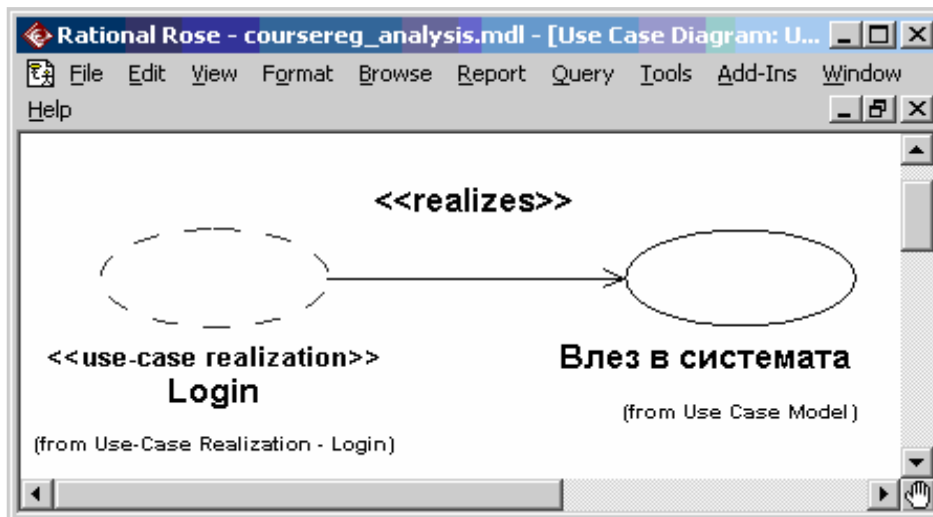 Rational Rose - coursereg_analysis.mdl - [Use Case Diagram: U...
File Edit View Format Browse Report Query Tools Add-Ins Window
Help
<<realizes>>
<<use-case realization>>
Login
(from Use-Case Realization - Login)
Влез в системата
(from Use Case Model)